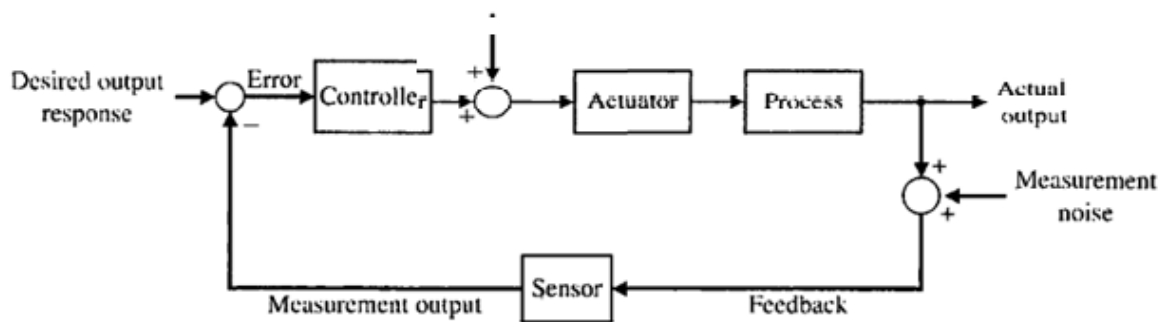 Desired output
response
Error
Controller
Actuator
Process
Actual
output
Measurement
noise
Sensor
Measurement output
Feedback
+
+
−
+
+